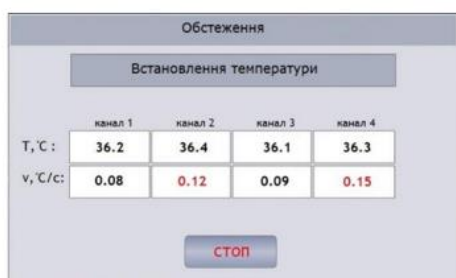 Обстеження
Встановлення температури
канал 1 канал 2 канал 3 канал 4
T,℃ : 36.2 36.4 36.1 36.3
v,℃/c: 0.08 0.12 0.09 0.15
СТОП